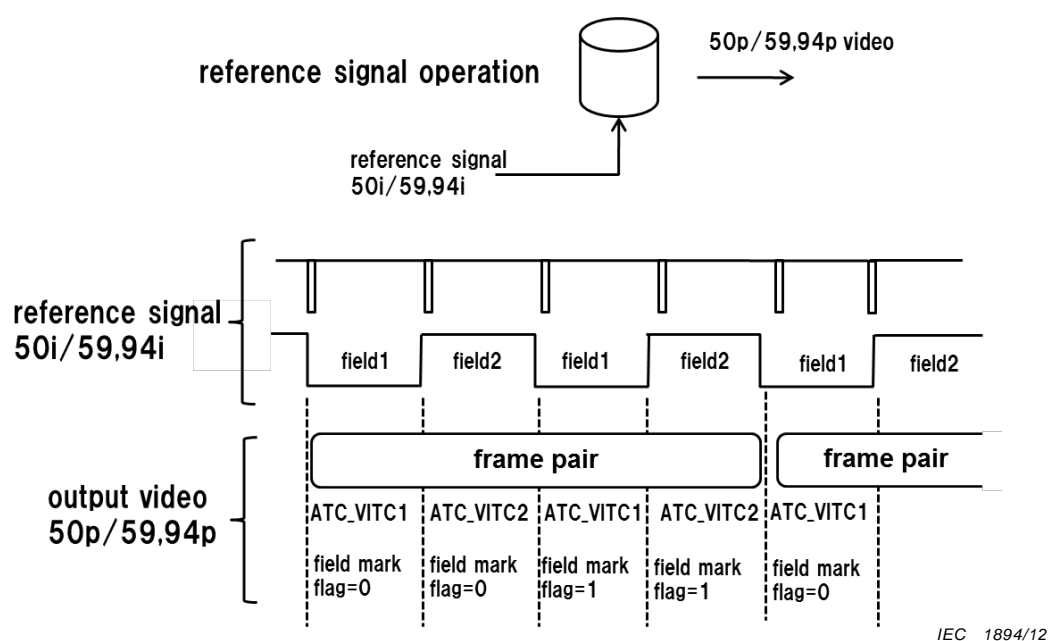 50p/59,94p video
reference signal operation
reference signal
50i/59,94i
reference signal
50i/59,94i
field1 field2 field1 field2 field1 field2
frame pair frame pair
output video
50p/59,94p
ATC_VITC1 ATC_VITC2 ATC_VITC1 ATC_VITC2 ATC_VITC1
field mark field mark field mark field mark field mark
flag=0 flag=0 flag=1 flag=1 flag=0
IEC 1894/12